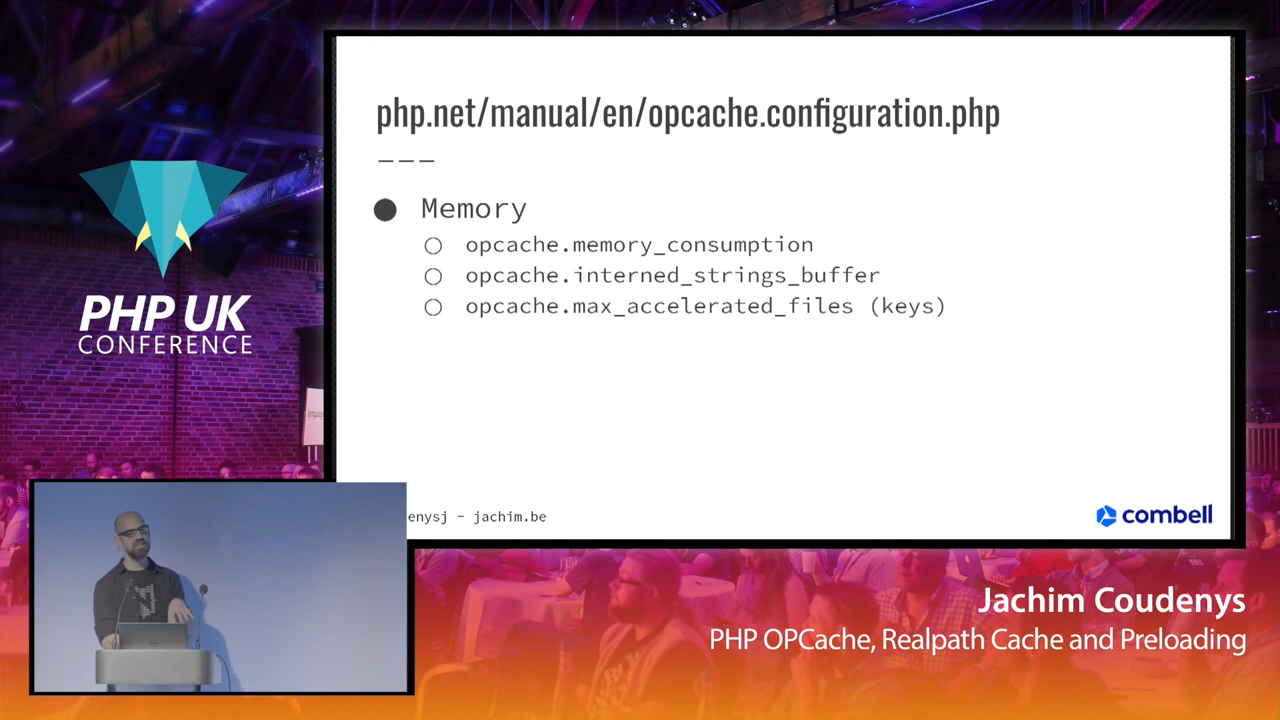 php.net/manual/en/opcache.configuration.php
---
● Memory
○ opcache.memory_consumption
○ opcache.interned_strings_buffer
○ opcache.max_accelerated_files (keys)
enysj - jachim.be
combell
PHP UK
CONFERENCE
Jachim Coudenys
PHP OPCache, Realpath Cache and Preloading